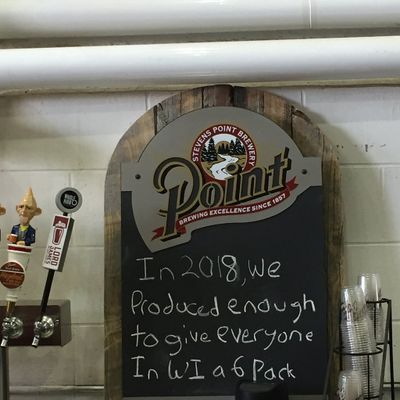 STEVENS POINT BREWERY
Point
BREWING EXCELLENCE SINCE 1857
In 2018, we
Produced enough
to give everyone
In WI a 6 Pack